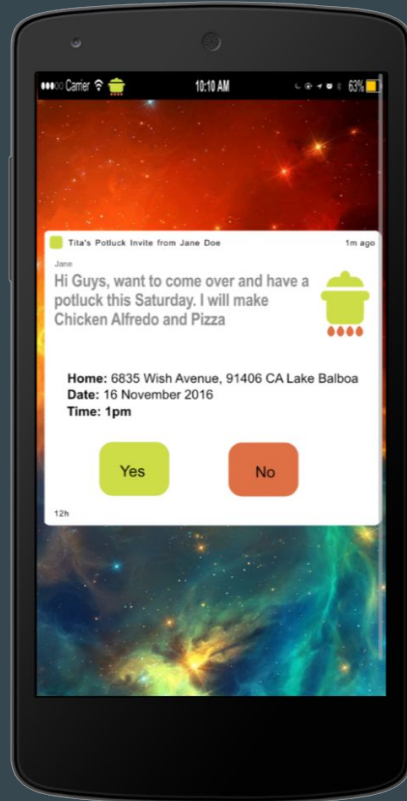 Carrier 10:10 AM 63%
Tita's Potluck Invite from Jane Doe 1m ago
Jane
Hi Guys, want to come over and have a
potluck this Saturday. I will make
Chicken Alfredo and Pizza
Home: 6835 Wish Avenue, 91406 CA Lake Balboa
Date: 16 November 2016
Time: 1pm
Yes No
12h